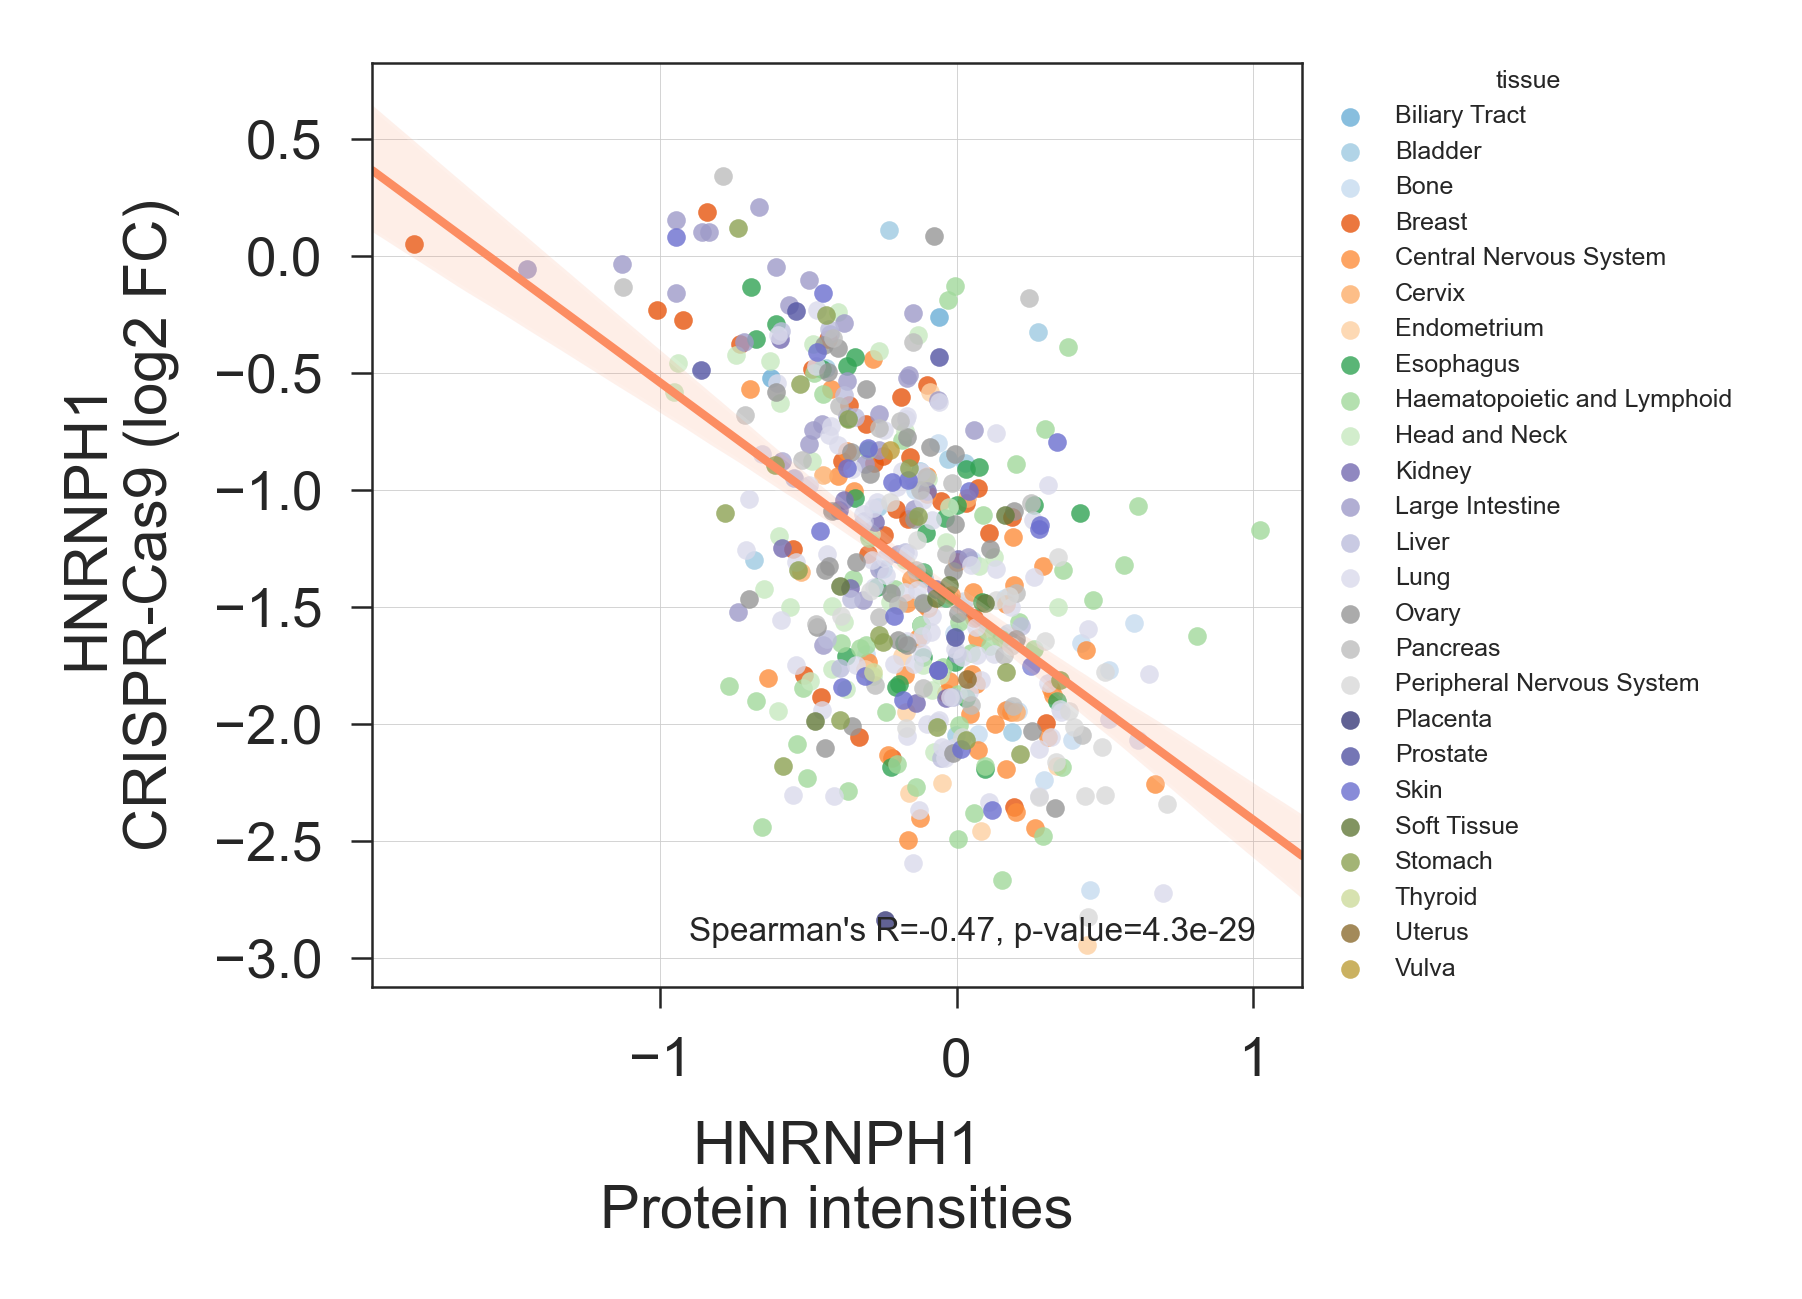 HNRNPH1
CRISPR-Cas9 (log2 FC)
0.5
0.0
−0.5
−1.0
−1.5
−2.0
−2.5
−3.0
Spearman's R=-0.47, p-value=4.3e-29
−1
0
1
HNRNPH1
Protein intensities
tissue
Biliary Tract
Bladder
Bone
Breast
Central Nervous System
Cervix
Endometrium
Esophagus
Haematopoietic and Lymphoid
Head and Neck
Kidney
Large Intestine
Liver
Lung
Ovary
Pancreas
Peripheral Nervous System
Placenta
Prostate
Skin
Soft Tissue
Stomach
Thyroid
Uterus
Vulva